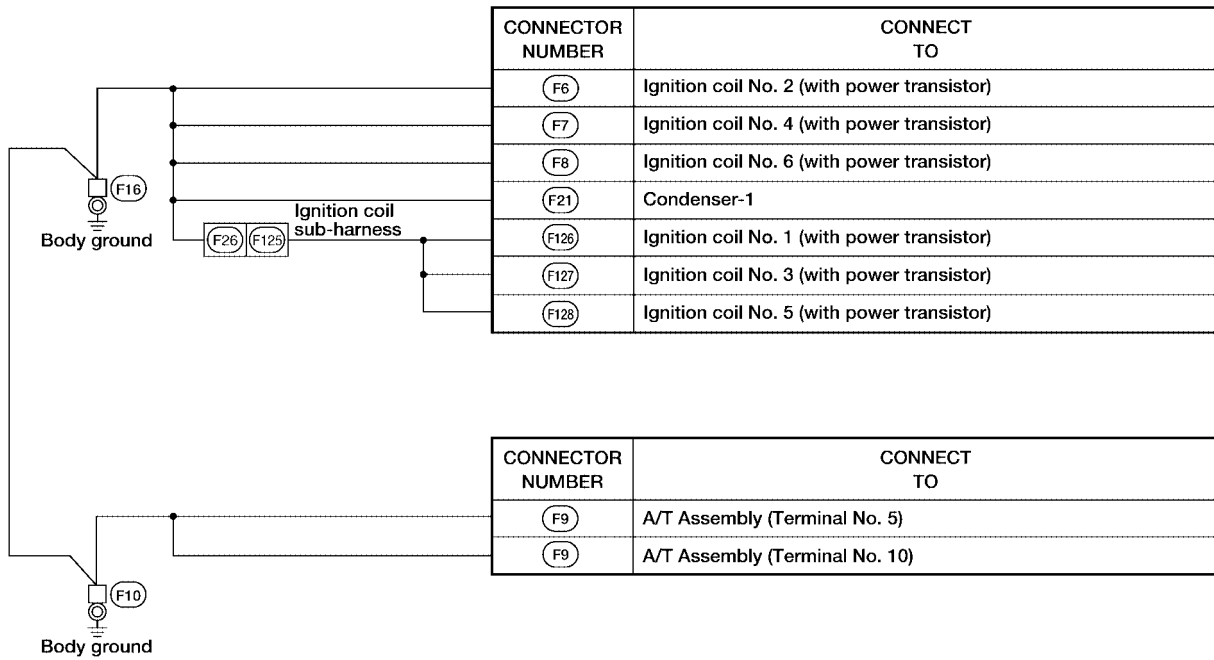 CONNECTOR NUMBER CONNECT TO
F6 Ignition coil No. 2 (with power transistor)
F7 Ignition coil No. 4 (with power transistor)
F8 Ignition coil No. 6 (with power transistor)
F21 Condenser-1
F126 Ignition coil No. 1 (with power transistor)
F127 Ignition coil No. 3 (with power transistor)
F128 Ignition coil No. 5 (with power transistor)
F16
Body ground
F26 F125
Ignition coil
sub-harness
CONNECTOR NUMBER CONNECT TO
F9 A/T Assembly (Terminal No. 5)
F9 A/T Assembly (Terminal No. 10)
F10
Body ground